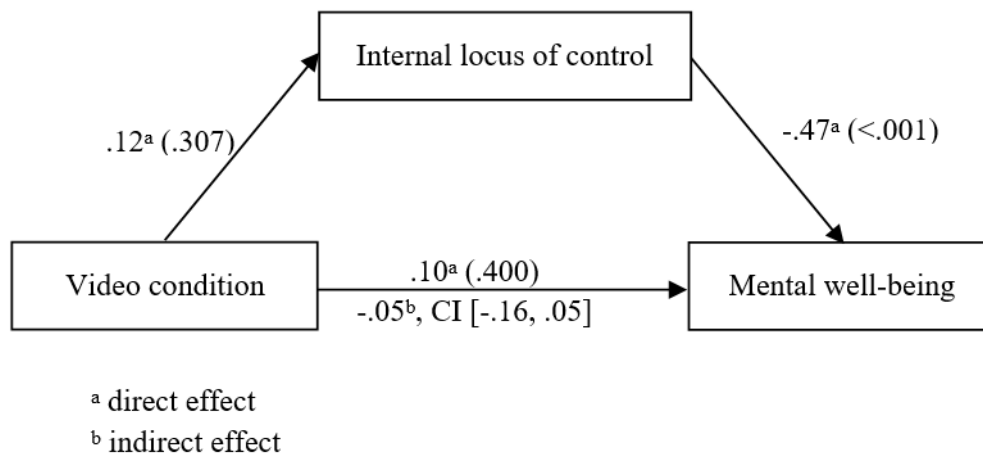 Internal locus of control
.12ᵃ (.307)
-.47ᵃ (<.001)
Video condition
.10ᵃ (.400)
-.05ᵇ, CI [-.16, .05]
Mental well-being
ᵃ direct effect
ᵇ indirect effect